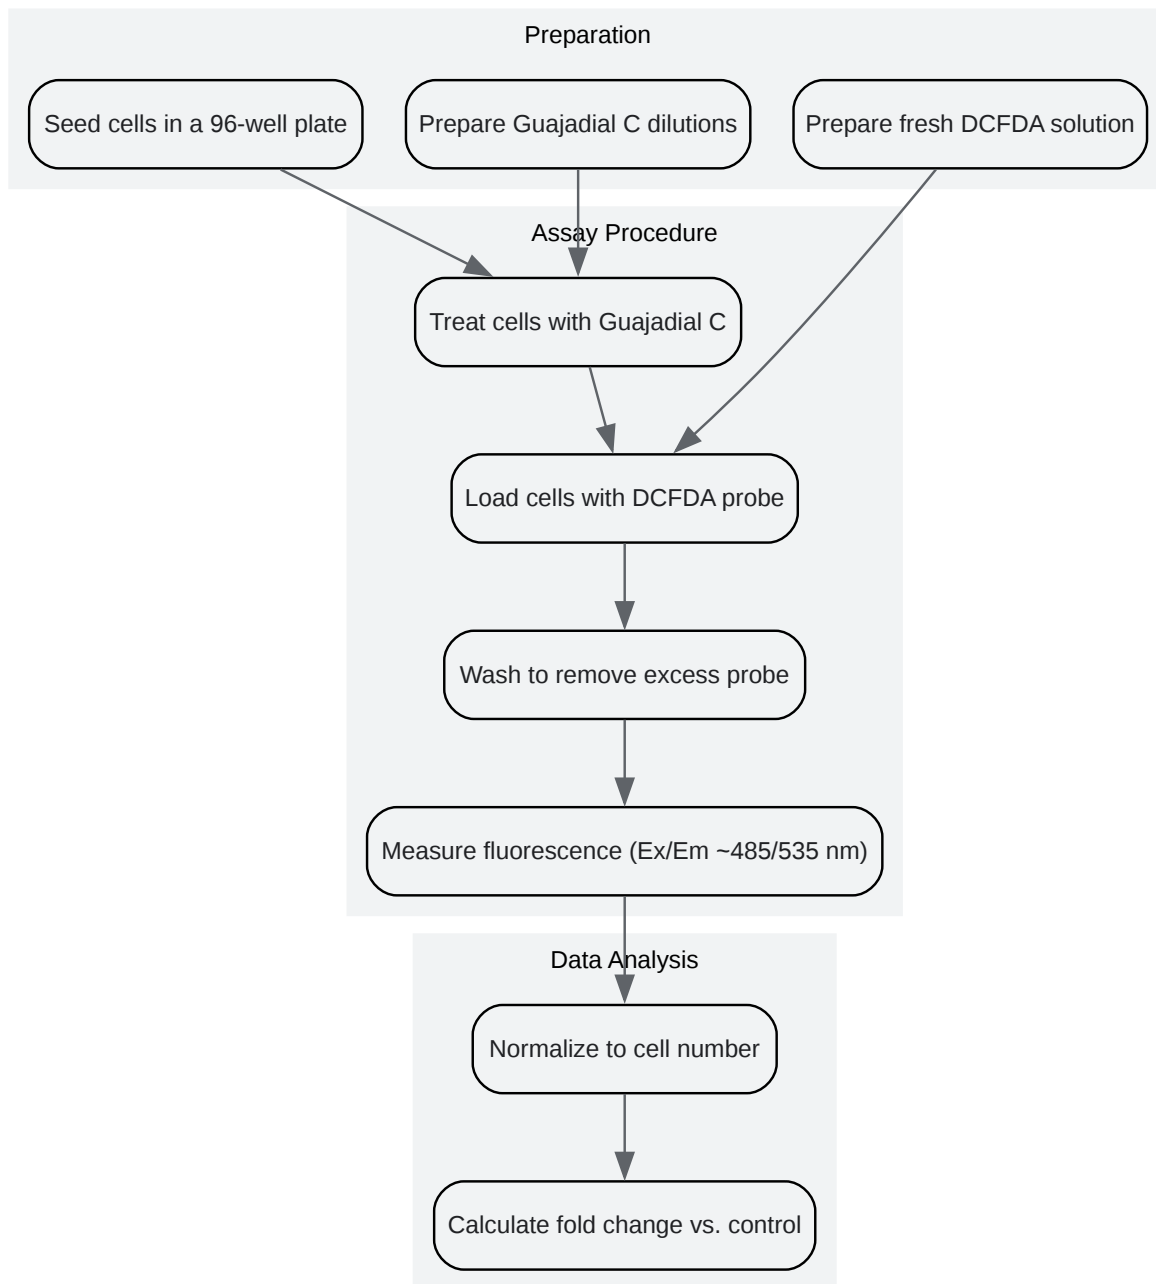 Preparation
Seed cells in a 96-well plate
Prepare Guajadial C dilutions
Prepare fresh DCFDA solution
Assay Procedure
Treat cells with Guajadial C
Load cells with DCFDA probe
Wash to remove excess probe
Measure fluorescence (Ex/Em ~485/535 nm)
Data Analysis
Normalize to cell number
Calculate fold change vs. control